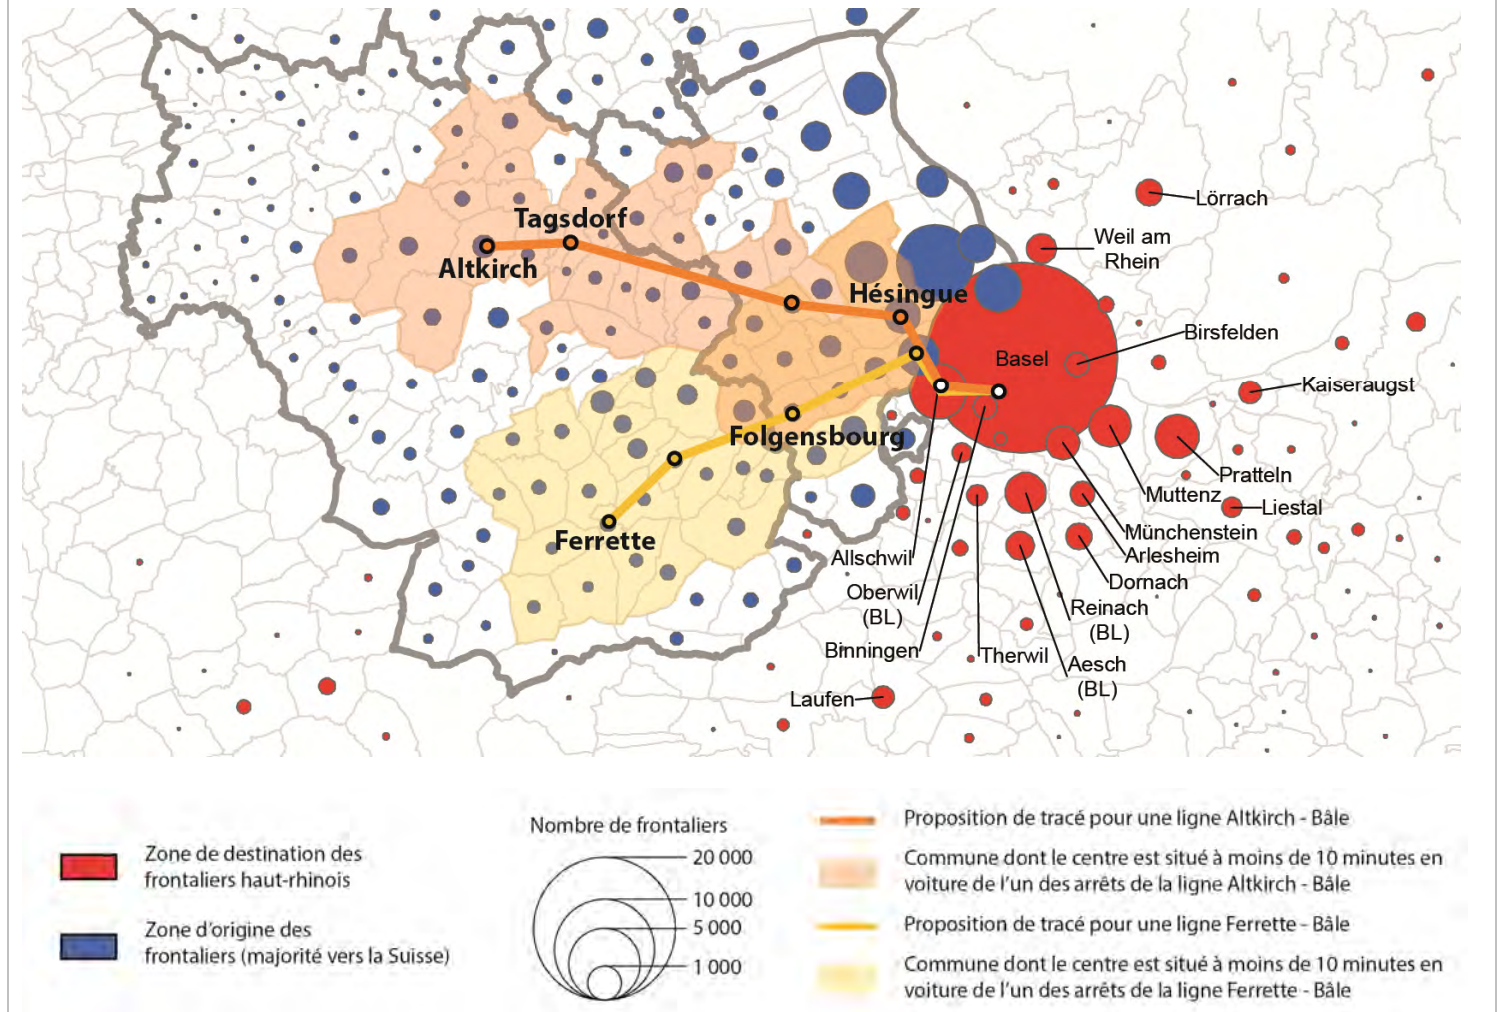 Lörrach
Tagsdorf
Weil am
Rhein
Altkirch
Hésingue
Birsfelden
Basel
Kaiseraugst
Folgensbourg
Pratteln
Muttenz
Liestal
Ferrette
Münchenstein
Allschwil
Arlesheim
Dornach
Oberwil
(BL)
Reinach
(BL)
Binningen
Therwil
Aesch
(BL)
Laufen
Zone de destination des
frontaliers haut-rhinois
Zone d'origine des
frontaliers (majorité vers la Suisse)
Nombre de frontaliers
20 000
10 000
5 000
1 000
Proposition de tracé pour une ligne Altkirch - Bâle
Commune dont le centre est situé à moins de 10 minutes en
voiture de l'un des arrêts de la ligne Altkirch - Bâle
Proposition de tracé pour une ligne Ferrette - Bâle
Commune dont le centre est situé à moins de 10 minutes en
voiture de l'un des arrêts de la ligne Ferrette - Bâle